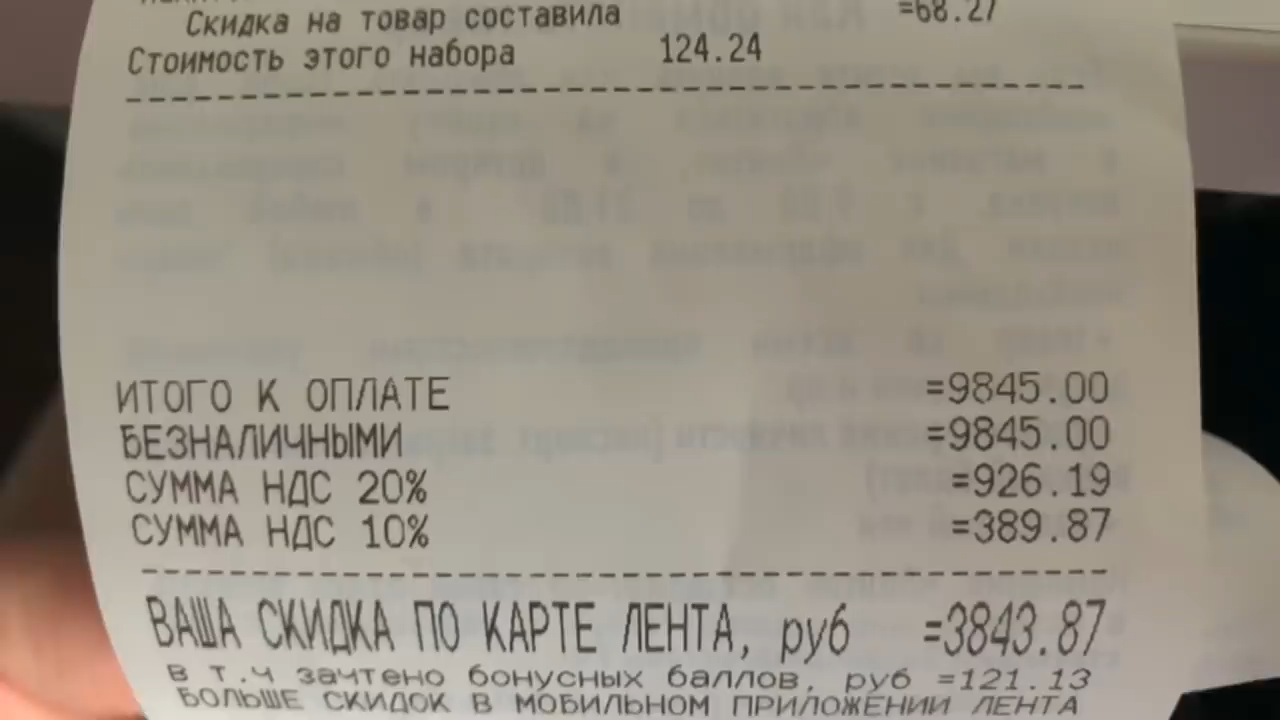 Скидка на товар составила =68.27
Стоимость этого набора 124.24
ИТОГО К ОПЛАТЕ =9845.00
БЕЗНАЛИЧНЫМИ =9845.00
СУММА НДС 20% =926.19
СУММА НДС 10% =389.87
ВАША СКИДКА ПО КАРТЕ ЛЕНТА, руб =3843.87
в т.ч зачтено бонусных баллов, руб =121.13
БОЛЬШЕ СКИДОК В МОБИЛЬНОМ ПРИЛОЖЕНИИ ЛЕНТА